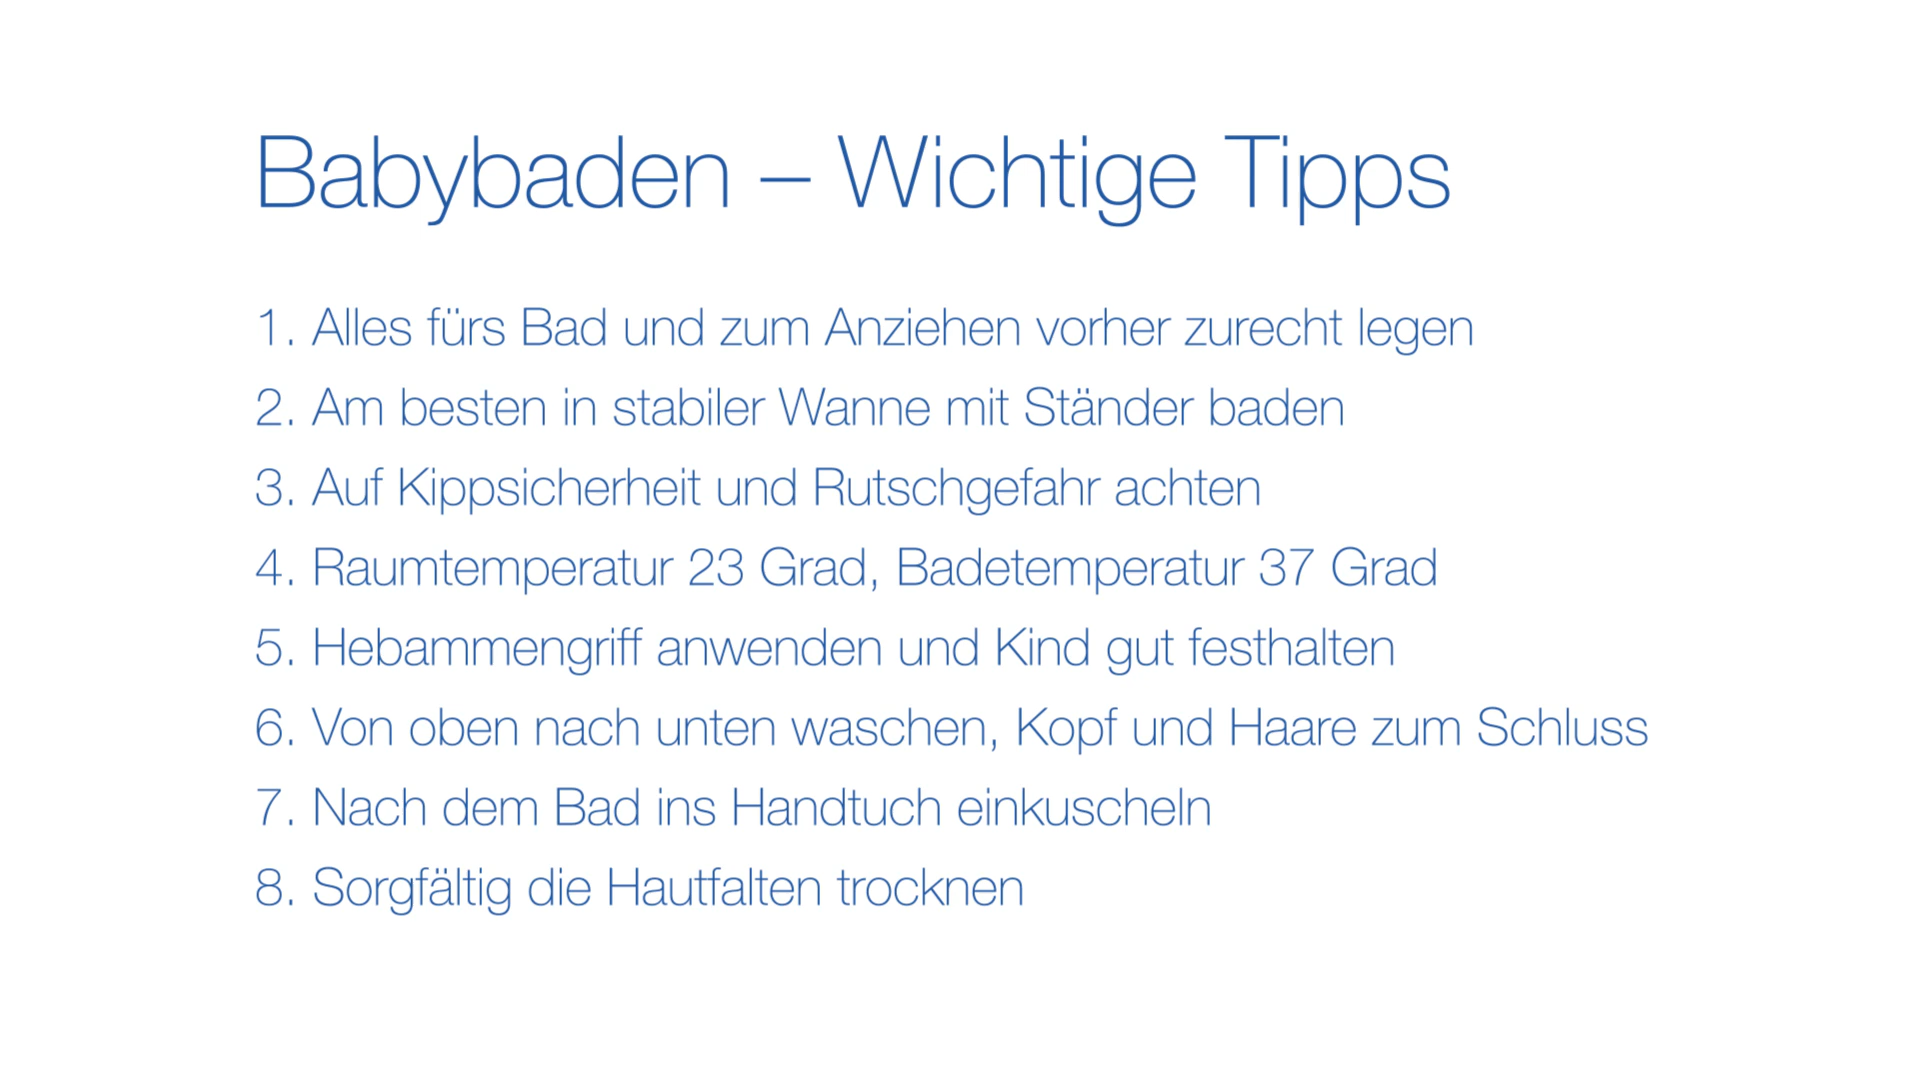 Babybaden – Wichtige Tipps
1. Alles fürs Bad und zum Anziehen vorher zurecht legen
2. Am besten in stabiler Wanne mit Ständer baden
3. Auf Kippsicherheit und Rutschgefahr achten
4. Raumtemperatur 23 Grad, Badetemperatur 37 Grad
5. Hebammengriff anwenden und Kind gut festhalten
6. Von oben nach unten waschen, Kopf und Haare zum Schluss
7. Nach dem Bad ins Handtuch einkuscheln
8. Sorgfältig die Hautfalten trocknen